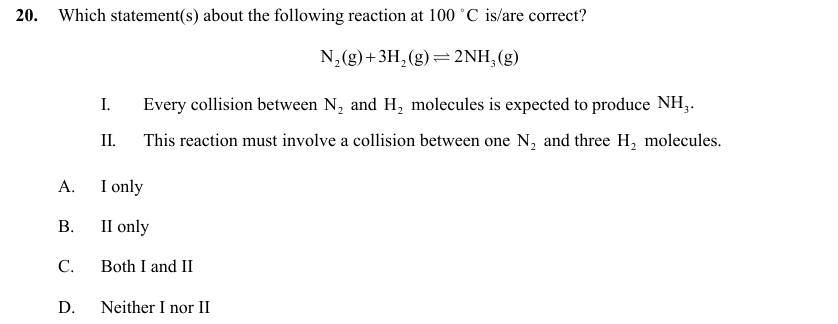 20. Which statement(s) about the following reaction at 100 ˚C is/are correct?
N₂(g)+3H₂(g)⇌2NH₃(g)
I. Every collision between N₂ and H₂ molecules is expected to produce NH₃.
II. This reaction must involve a collision between one N₂ and three H₂ molecules.
A. I only
B. II only
C. Both I and II
D. Neither I nor II